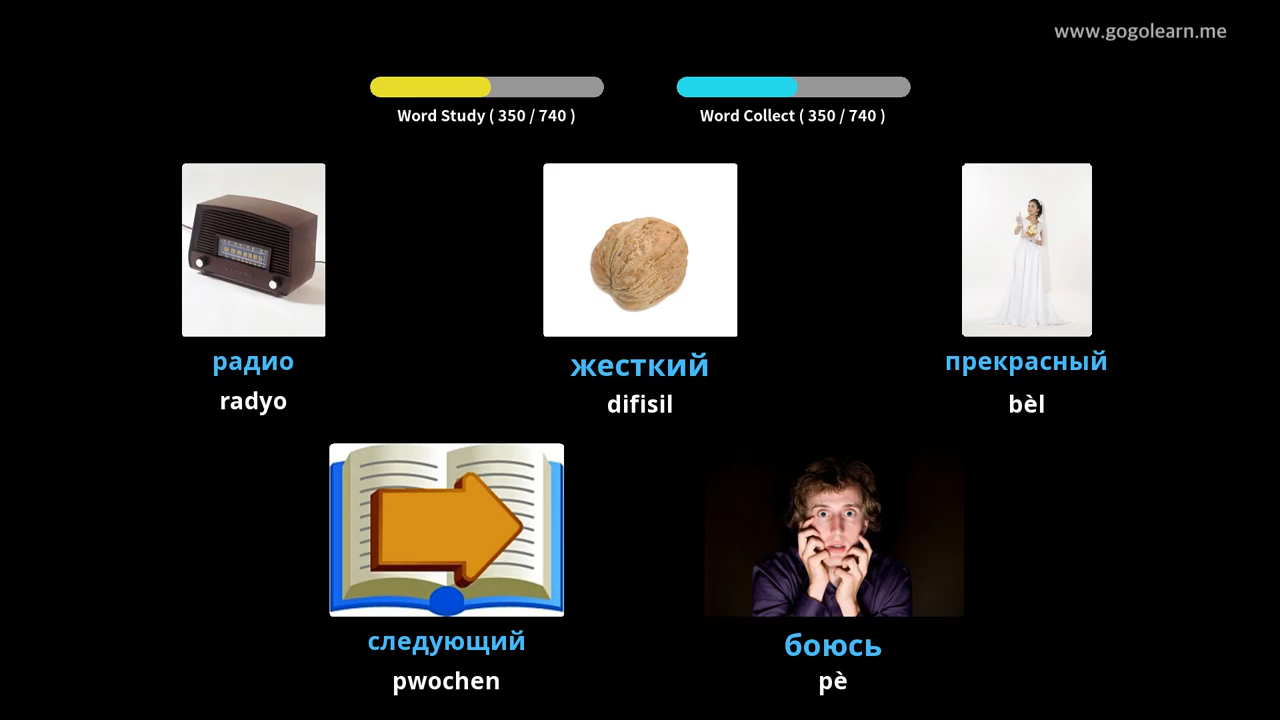 www.gogolearn.me
Word Study ( 350 / 740 )
Word Collect ( 350 / 740 )
радио
radyo
жесткий
difisil
прекрасный
bèl
следующий
pwochen
боюсь
pè